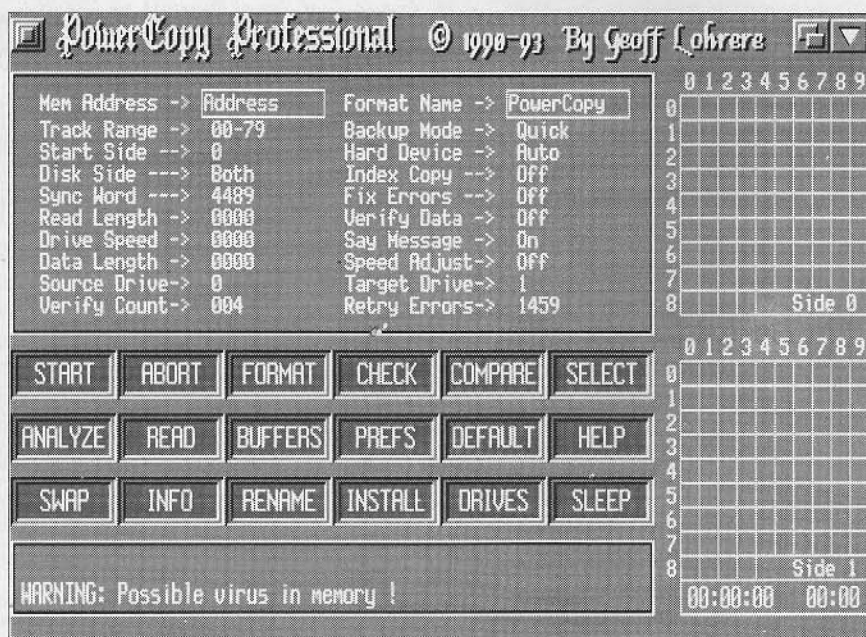 PowerCopy Professional © 1990-93 By Geoff Lohrere
Mem Address -> Address
Track Range -> 00-79
Start Side --> 0
Disk Side ---> Both
Sync Word ---> 4489
Read Length -> 0000
Drive Speed -> 0000
Data Length -> 0000
Source Drive-> 0
Verify Count-> 004
Format Name -> PowerCopy
Backup Mode -> Quick
Hard Device -> Auto
Index Copy --> Off
Fix Errors --> Off
Verify Data -> Off
Say Message -> On
Speed Adjust-> Off
Target Drive-> 1
Retry Errors-> 1459
0 1 2 3 4 5 6 7 8 9
0
1
2
3
4
5
6
7
8 Side 0
START ABORT FORMAT CHECK COMPARE SELECT
ANALYZE READ BUFFERS PREFS DEFAULT HELP
SWAP INFO RENAME INSTALL DRIVES SLEEP
0 1 2 3 4 5 6 7 8 9
0
1
2
3
4
5
6
7
8 Side 1
WARNING: Possible virus in memory !
00:00:00 00:00